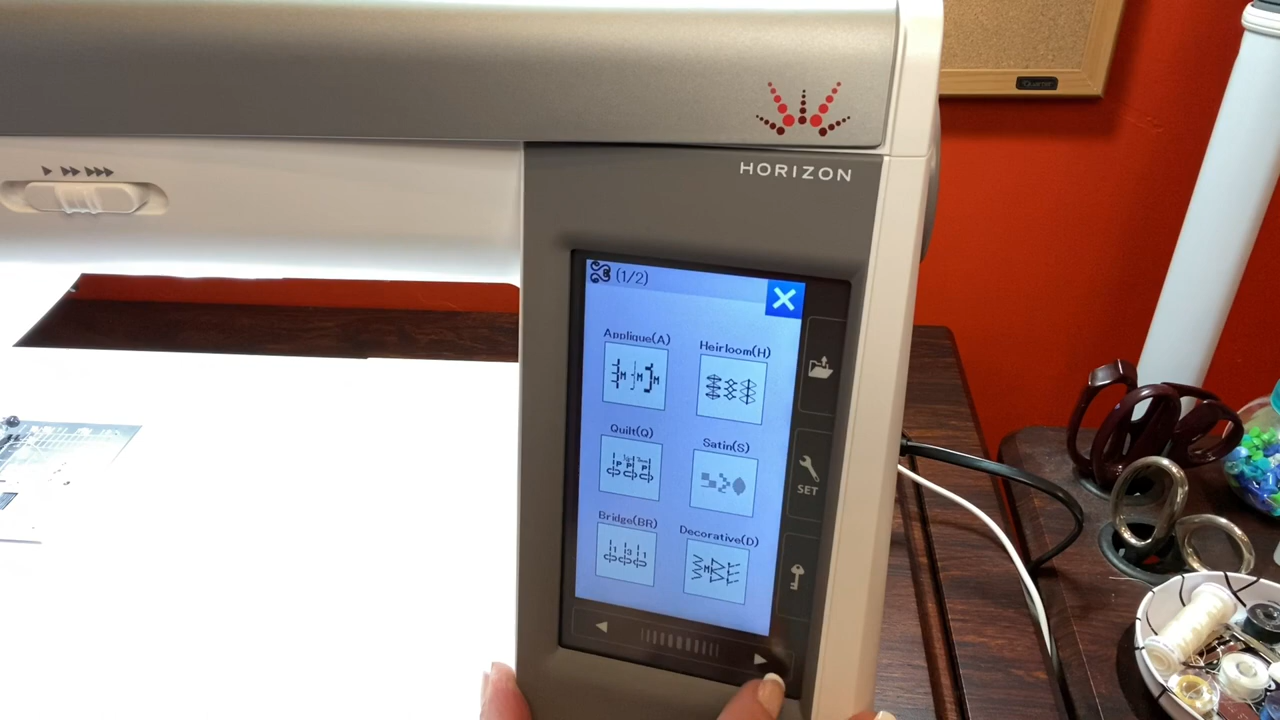 HORIZON
(1/2)
Applique(A)
Heirloom(H)
Quilt(Q)
Satin(S)
Bridge(BR)
Decorative(D)
SET